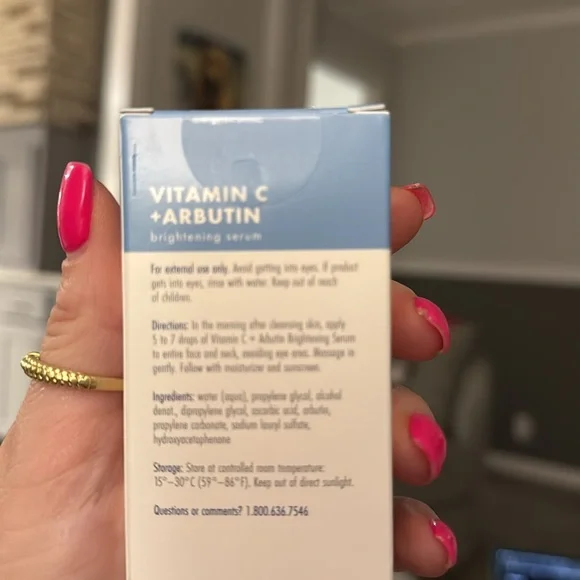 VITAMIN C
+ARBUTIN
brightening serum
For external use only. Avoid getting into eyes. If product
gets into eyes, rinse with water. Keep out of reach
of children.
Directions: In the morning after cleansing skin, apply
5 to 7 drops of Vitamin C + Arbutin Brightening Serum
to entire face and neck, avoiding eye area. Massage in
gently. Follow with moisturizer and sunscreen.
Ingredients: water (aqua), propylene glycol, alcohol
denat., dipropylene glycol, ascorbic acid, arbutin,
propylene carbonate, sodium lauryl sulfate,
hydroxyacetophenone
Storage: Store at controlled room temperature:
15°–30°C (59°–86°F). Keep out of direct sunlight.
Questions or comments? 1.800.636.7546